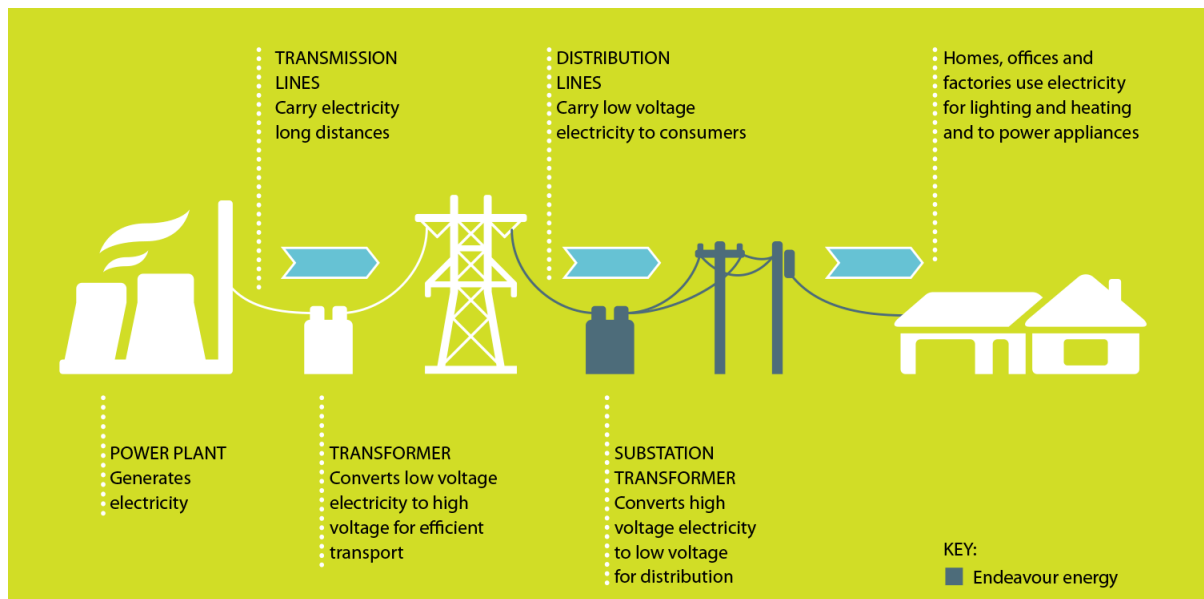 TRANSMISSION
LINES
Carry electricity
long distances
DISTRIBUTION
LINES
Carry low voltage
electricity to consumers
Homes, offices and
factories use electricity
for lighting and heating
and to power appliances
POWER PLANT
Generates
electricity
TRANSFORMER
Converts low voltage
electricity to high
voltage for efficient
transport
SUBSTATION
TRANSFORMER
Converts high
voltage electricity
to low voltage
for distribution
KEY:
Endeavour energy